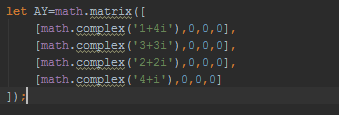 let AY=math.matrix([
[math.complex('1+4i'),0,0,0],
[math.complex('3+3i'),0,0,0],
[math.complex('2+2i'),0,0,0],
[math.complex('4+i'),0,0,0]
]);